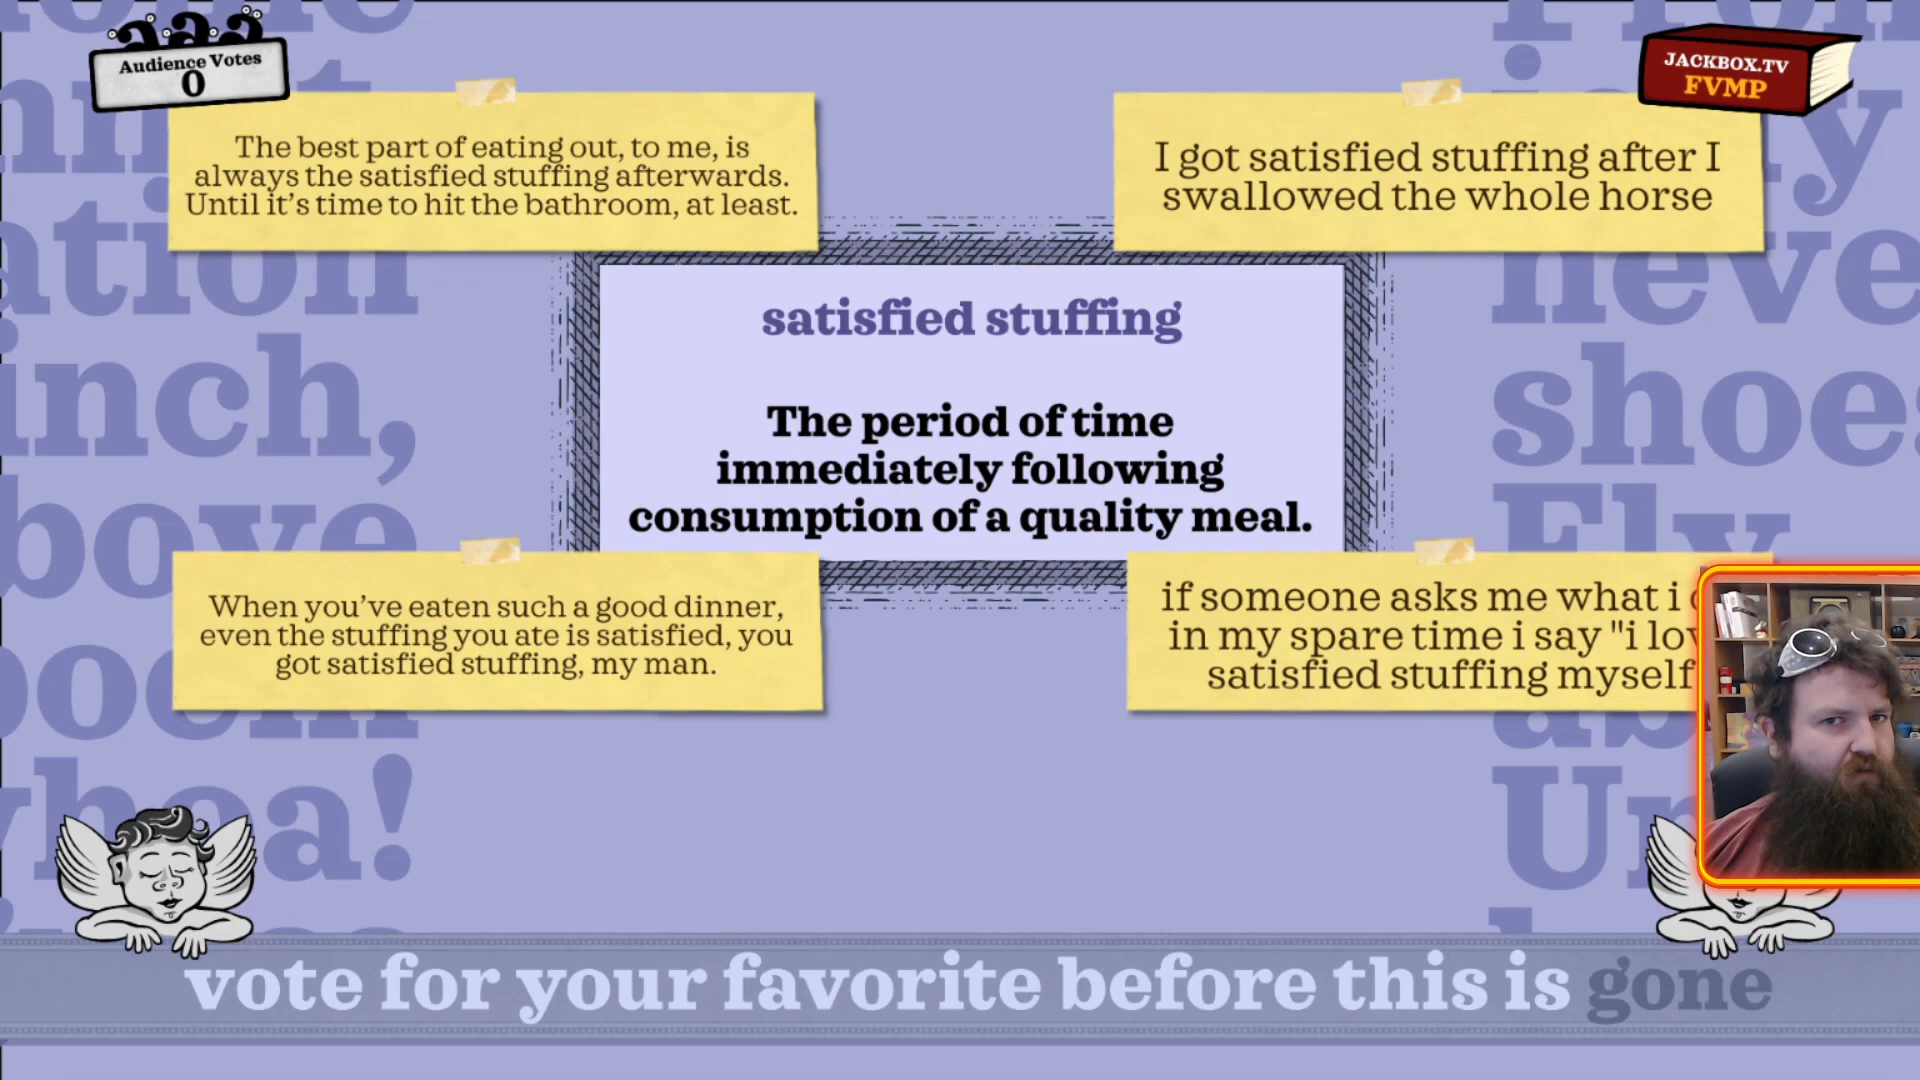 Audience Votes
0
JACKBOX.TV
FVMP
The best part of eating out, to me, is
always the satisfied stuffing afterwards.
Until it's time to hit the bathroom, at least.
I got satisfied stuffing after I
swallowed the whole horse
satisfied stuffing
The period of time
immediately following
consumption of a quality meal.
When you've eaten such a good dinner,
even the stuffing you ate is satisfied, you
got satisfied stuffing, my man.
if someone asks me what i
in my spare time i say "i
satisfied stuffing myself
inch,
shoes
vote for your favorite before this is gone